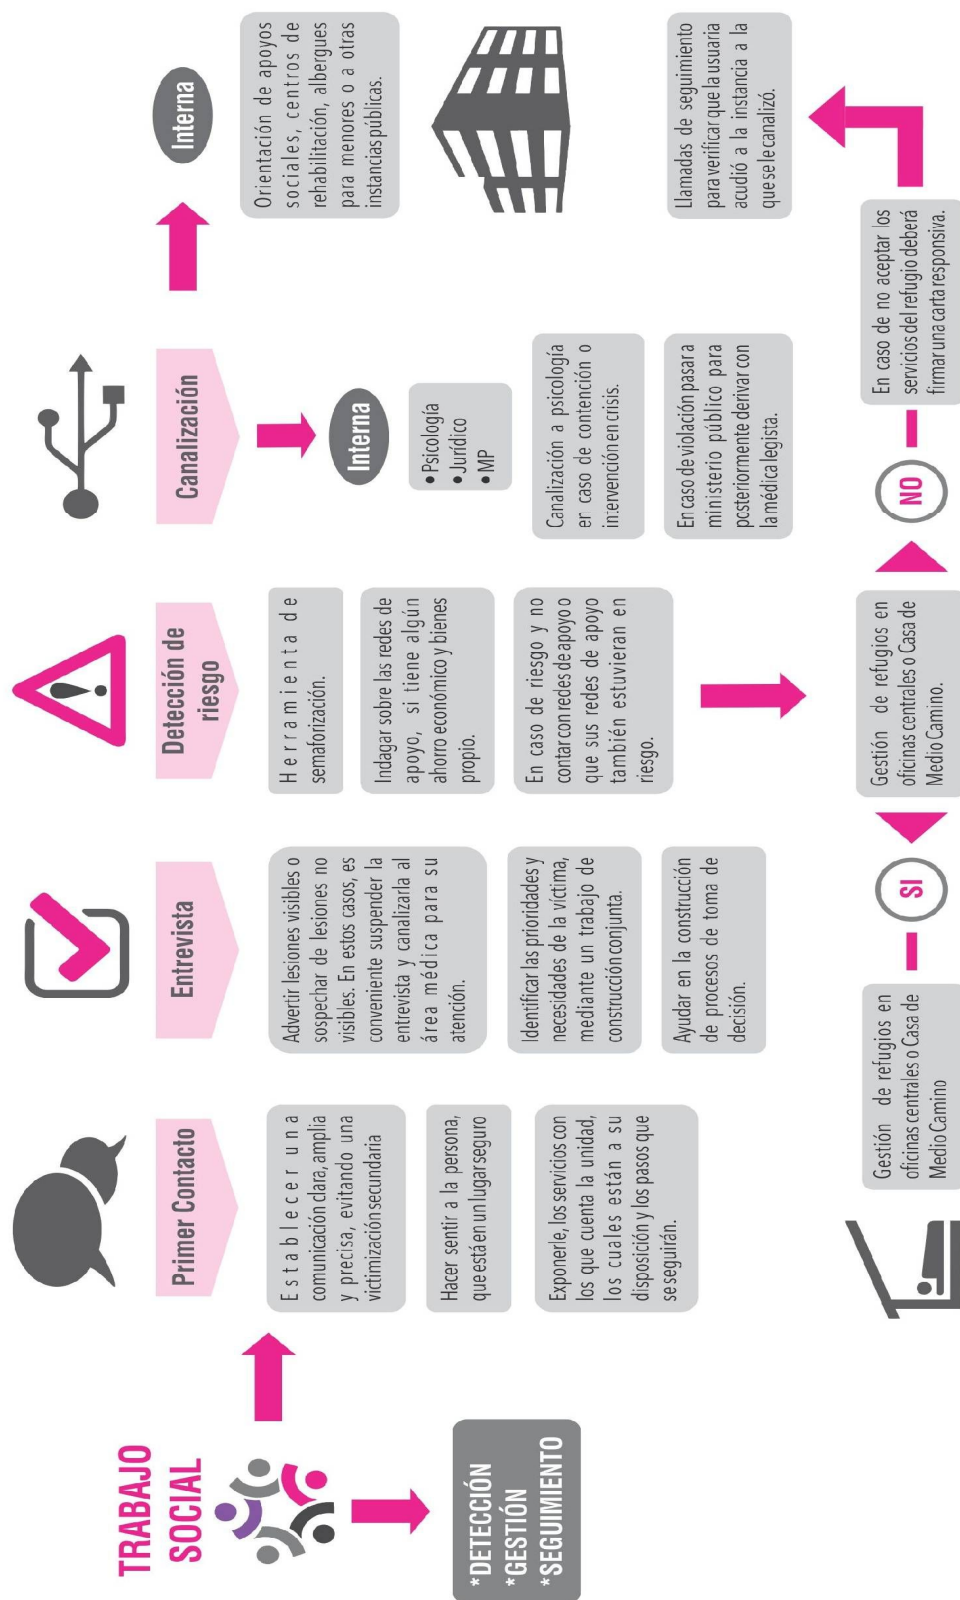 TRABAJO
SOCIAL
*DETECCIÓN
*GESTIÓN
*SEGUIMIENTO
Primer Contacto
Establecer una
comunicación clara, amplia
y precisa, evitando una
victimización secundaria
Hacer sentir a la persona,
que está en un lugar seguro
Exponerle, los servicios con
los que cuenta la unidad,
los cuales están a su
disposición y los pasos que
se seguirán.
Entrevista
Advertir lesiones visibles o
sospechar de lesiones no
visibles. En estos casos, es
conveniente suspender la
entrevista y canalizarla al
área médica para su
atención.
Identificar las prioridades y
necesidades de la víctima,
mediante un trabajo de
construcción conjunta.
Ayudar en la construcción
de procesos de toma de
decisión.
Detección de
riesgo
Herramienta de
semaforización.
Indagar sobre las redes de
apoyo, si tiene algún
ahorro económico y bienes
propio.
En caso de riesgo y no
contar con redes de apoyo o
que sus redes de apoyo
también estuvieran en
riesgo.
Canalización
Interna
• Psicología
• Jurídico
• MP
Canalización a psicología
en caso de contención o
intervención en crisis.
En caso de violación pasar a
ministerio público para
posteriormente derivar con
la médica legista.
Interna
Orientación de apoyos
sociales, centros de
rehabilitación, albergues
para menores o a otras
instancias públicas.
Llamadas de seguimiento
para verificar que la usuaria
acudió a la instancia a la
que se le canalizó.
Gestión de refugios en
oficinas centrales o Casa de
Medio Camino
SI
Gestión de refugios en
oficinas centrales o Casa de
Medio Camino.
NO
En caso de no aceptar los
servicios del refugio deberá
firmar una carta responsiva.